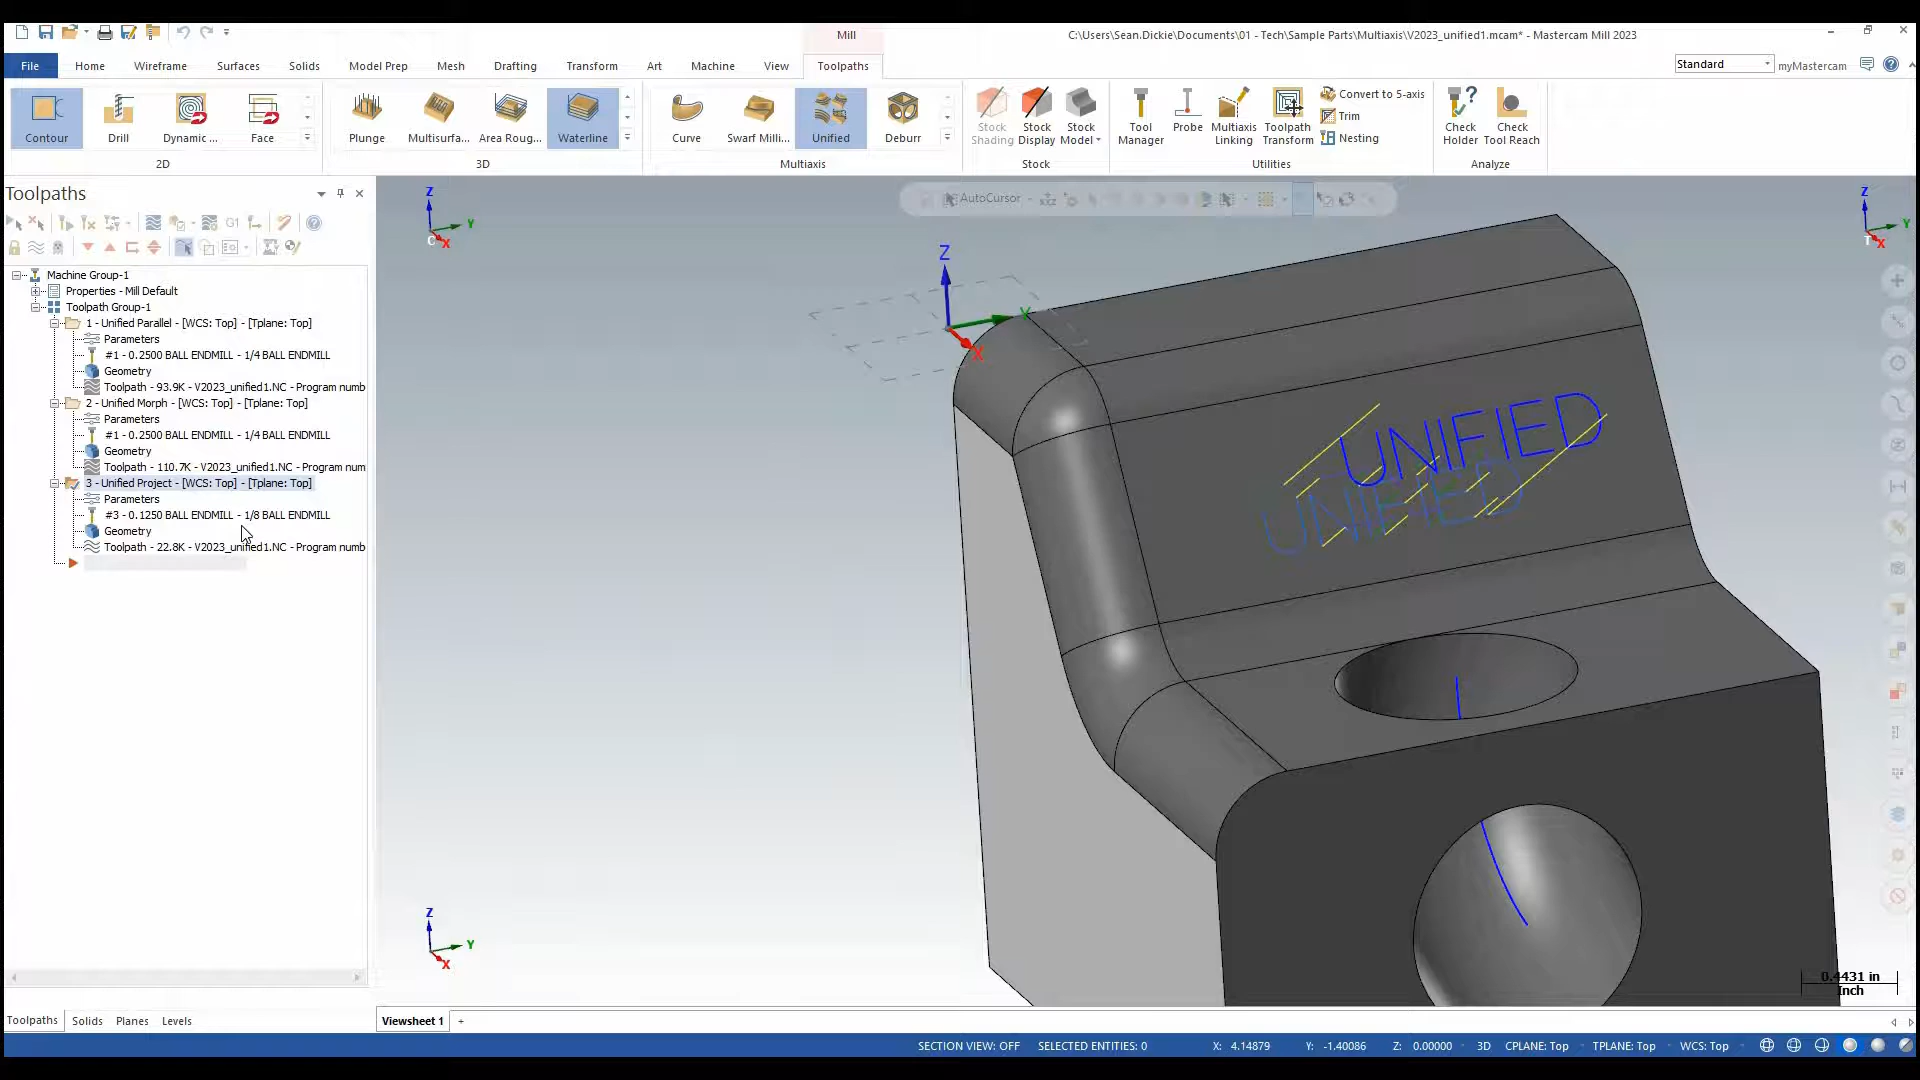 Mill
C:\Users\Sean.Dickie\Documents\01 - Tech\Sample Parts\Multiaxis\V2023_unified1.mcam* - Mastercam Mill 2023
File Home Wireframe Surfaces Solids Model Prep Mesh Drafting Transform Art Machine View Toolpaths
Standard myMastercam
Contour Drill Dynamic ... Face
2D
Plunge Multisurfa... Area Roug... Waterline
3D
Curve Swarf Milli... Unified Deburr
Multiaxis
Stock Shading Stock Display Stock Model
Stock
Tool Manager Probe Multiaxis Linking Toolpath Transform
Convert to 5-axis
Trim
Nesting
Utilities
Check Holder Check Tool Reach
Analyze
Toolpaths
G1
AutoCursor
Machine Group-1
Properties - Mill Default
Toolpath Group-1
1 - Unified Parallel - [WCS: Top] - [Tplane: Top]
Parameters
#1 - 0.2500 BALL ENDMILL - 1/4 BALL ENDMILL
Geometry
Toolpath - 93.9K - V2023_unified1.NC - Program numb
2 - Unified Morph - [WCS: Top] - [Tplane: Top]
Parameters
#1 - 0.2500 BALL ENDMILL - 1/4 BALL ENDMILL
Geometry
Toolpath - 110.7K - V2023_unified1.NC - Program num
3 - Unified Project - [WCS: Top] - [Tplane: Top]
Parameters
#3 - 0.1250 BALL ENDMILL - 1/8 BALL ENDMILL
Geometry
Toolpath - 22.8K - V2023_unified1.NC - Program numb
Z
Y
C X
Z
Y
T X
Z
Y
X
UNIFIED
UNIFIED
Z
Y
X
0.4431 in
Inch
Toolpaths Solids Planes Levels
Viewsheet 1 +
SECTION VIEW: OFF SELECTED ENTITIES: 0 X: 4.14879 Y: -1.40086 Z: 0.00000 3D CPLANE: Top TPLANE: Top WCS: Top